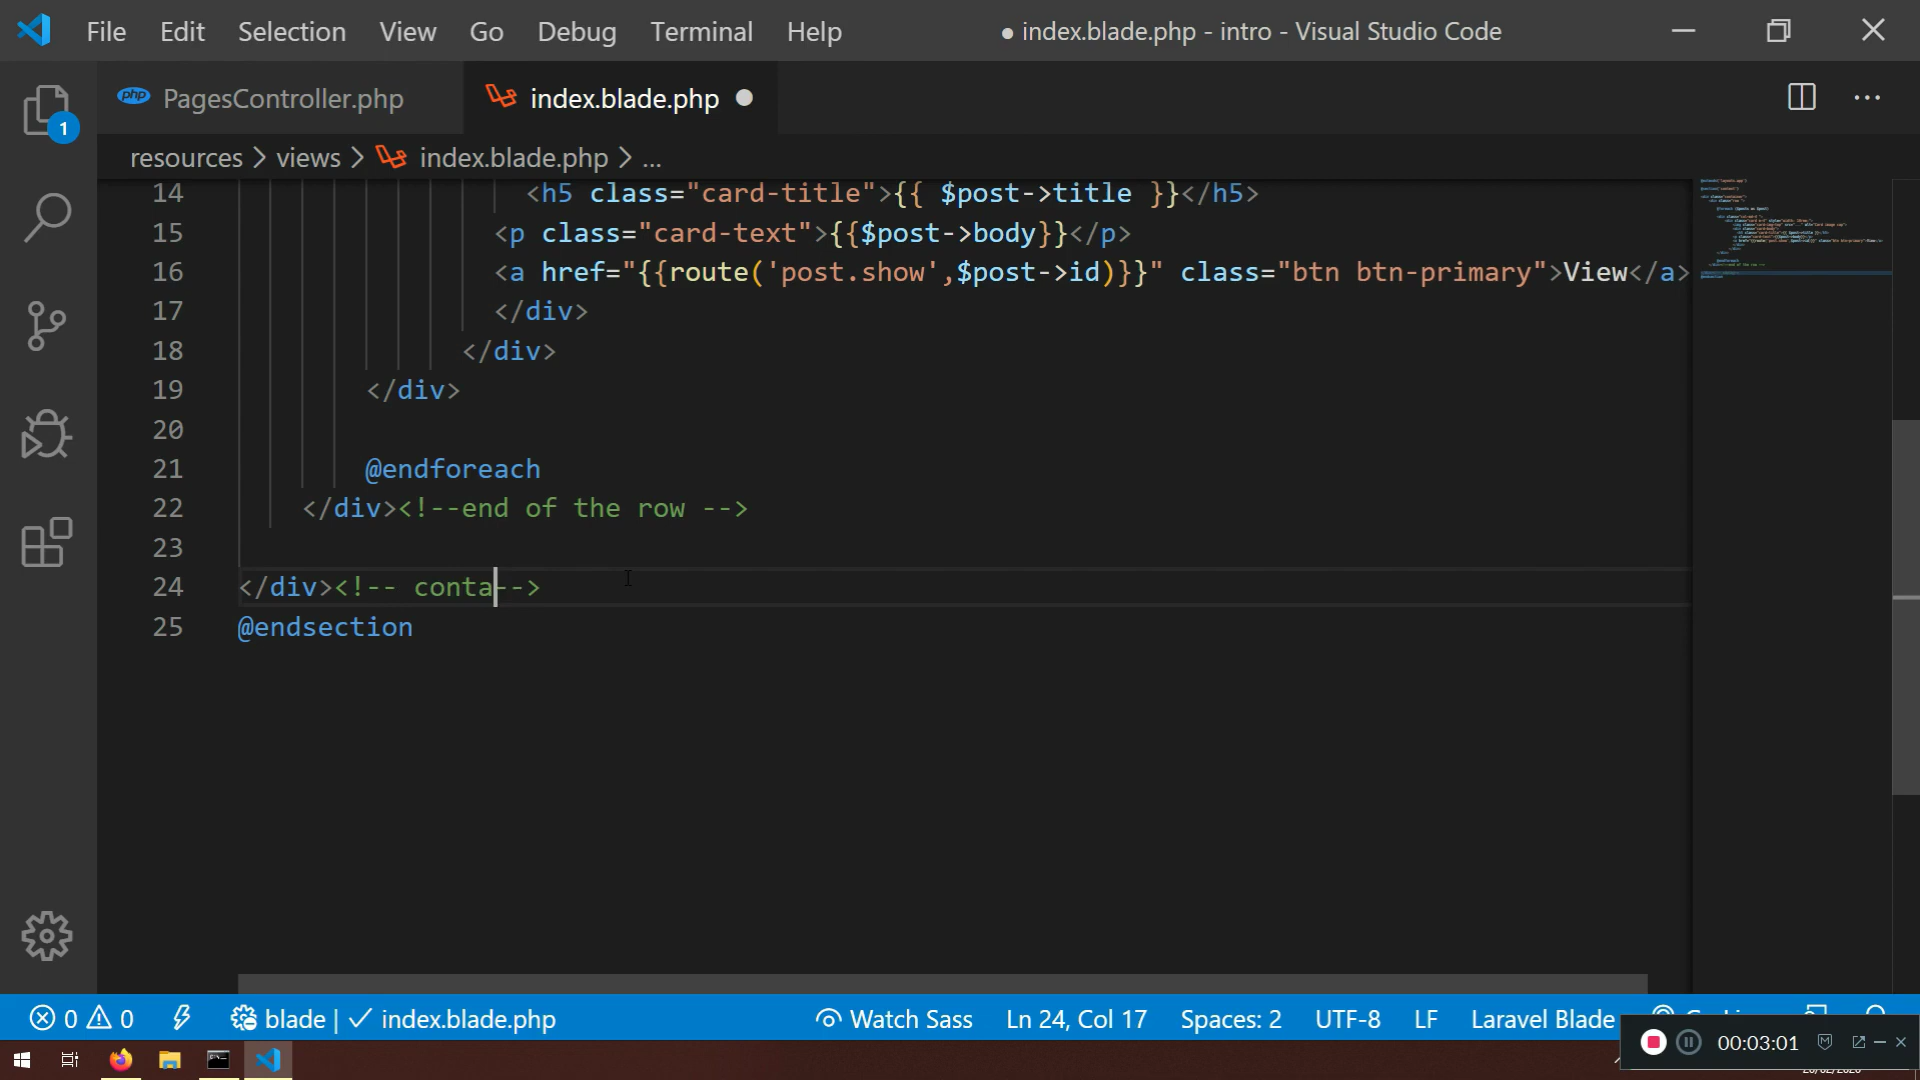 File Edit Selection View Go Debug Terminal Help ● index.blade.php - intro - Visual Studio Code
php PagesController.php index.blade.php
1
resources > views > index.blade.php > ...
14 <h5 class="card-title">{{ $post->title }}</h5>
15 <p class="card-text">{{$post->body}}</p>
16 <a href="{{route('post.show',$post->id)}}" class="btn btn-primary">View</a>
17 </div>
18 </div>
19 </div>
20
21 @endforeach
22 </div><!--end of the row -->
23
24 </div><!-- conta-->
25 @endsection
0 0 blade | ✓ index.blade.php Watch Sass Ln 24, Col 17 Spaces: 2 UTF-8 LF Laravel Blade
00:03:01